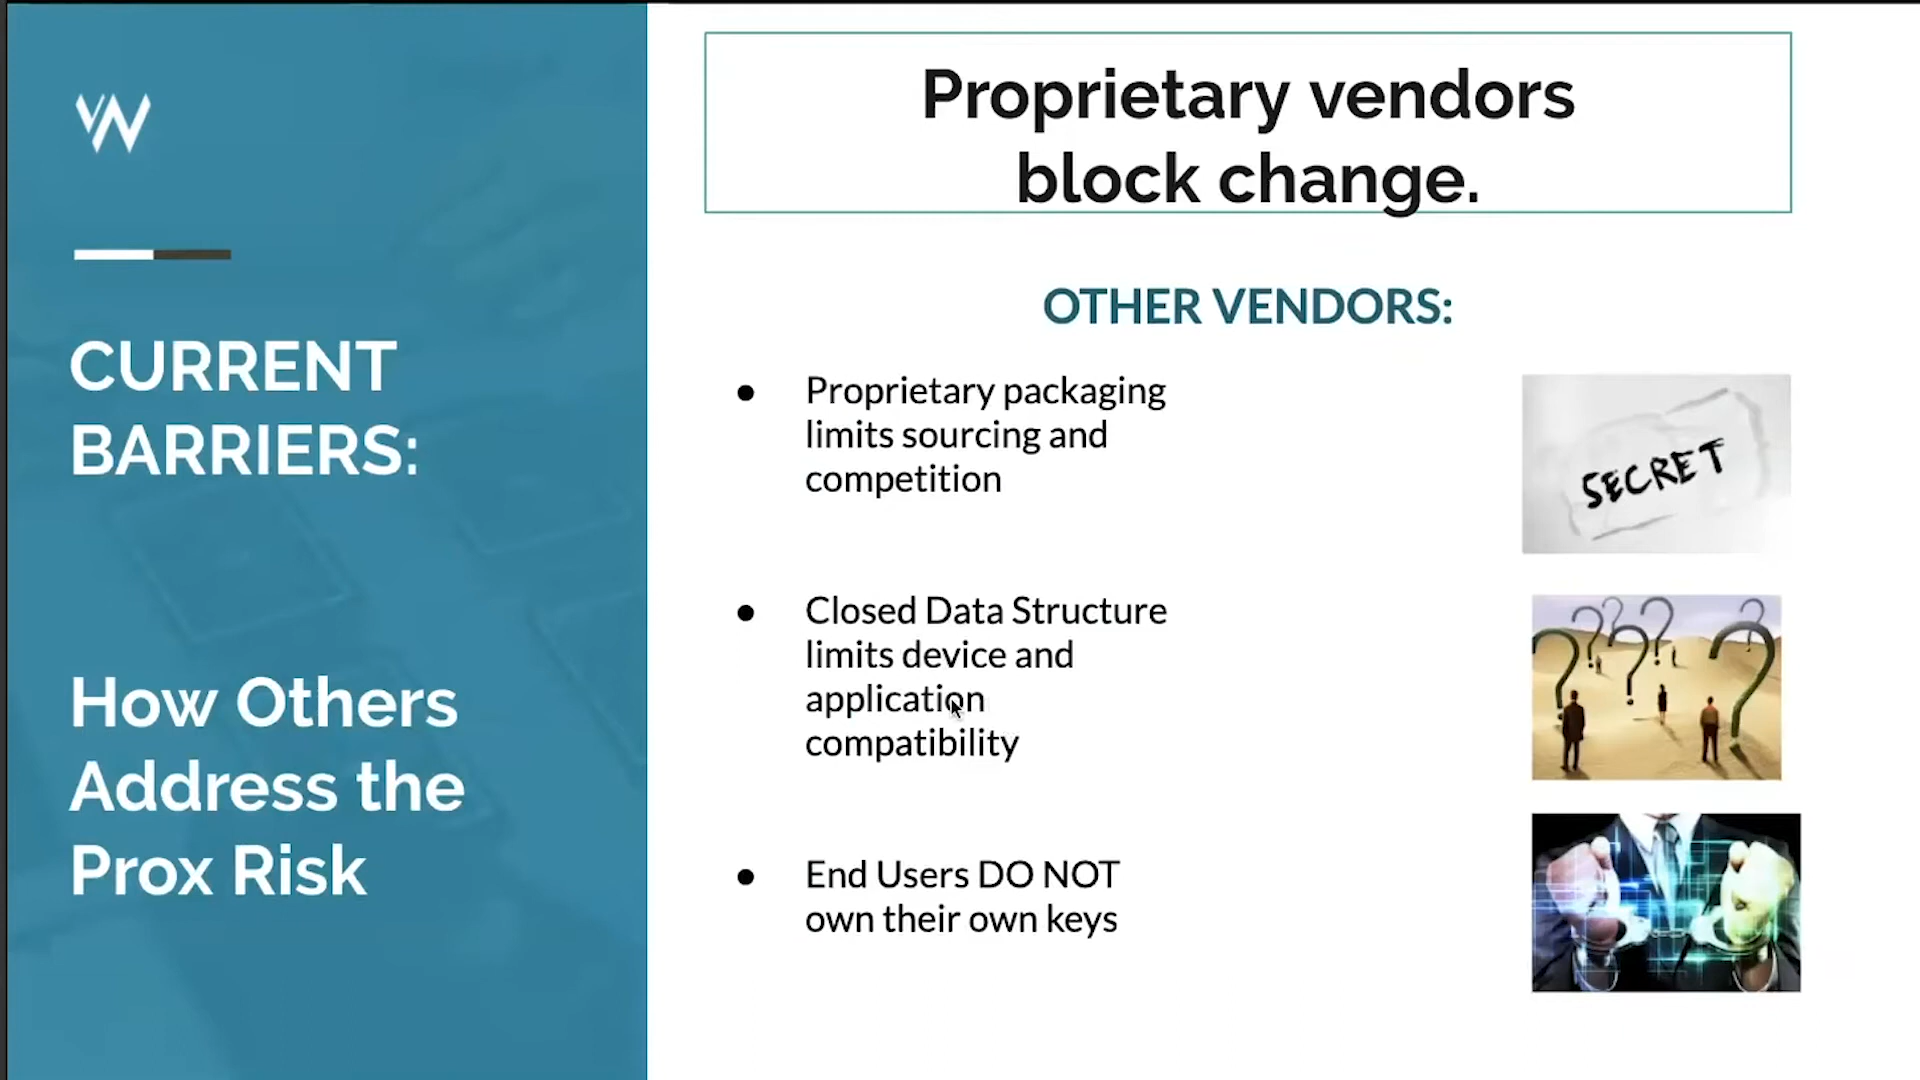 CURRENT
BARRIERS:
How Others
Address the
Prox Risk
Proprietary vendors
block change.
OTHER VENDORS:
● Proprietary packaging
limits sourcing and
competition
● Closed Data Structure
limits device and
application
compatibility
● End Users DO NOT
own their own keys
SECRET